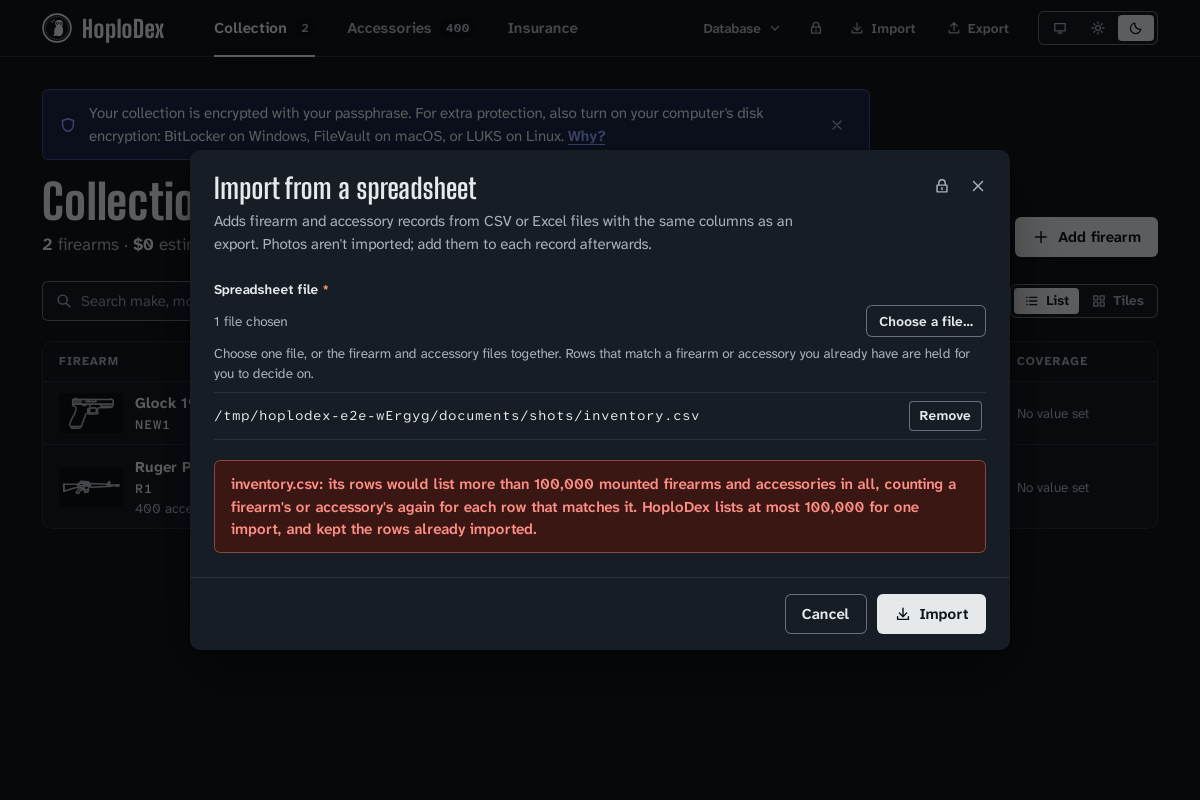 HoploDex
Collection 2
Accessories 400
Insurance
Database
Import
Export
Your collection is encrypted with your passphrase. For extra protection, also turn on your computer's disk
encryption: BitLocker on Windows, FileVault on macOS, or LUKS on Linux. Why?
2 firearms · $0
Add firearm
Search make,
List
Tiles
FIREARM
COVERAGE
Glock
NEW1
No value set
Ruger
R1
400
No value set
Import from a spreadsheet
Adds firearm and accessory records from CSV or Excel files with the same columns as an
export. Photos aren't imported; add them to each record afterwards.
Spreadsheet file *
1 file chosen
Choose a file...
Choose one file, or the firearm and accessory files together. Rows that match a firearm or accessory you already have are held for
you to decide on.
/tmp/hoplodex-e2e-wErgyg/documents/shots/inventory.csv
Remove
inventory.csv: its rows would list more than 100,000 mounted firearms and accessories in all, counting a
firearm's or accessory's again for each row that matches it. HoploDex lists at most 100,000 for one
import, and kept the rows already imported.
Cancel
Import